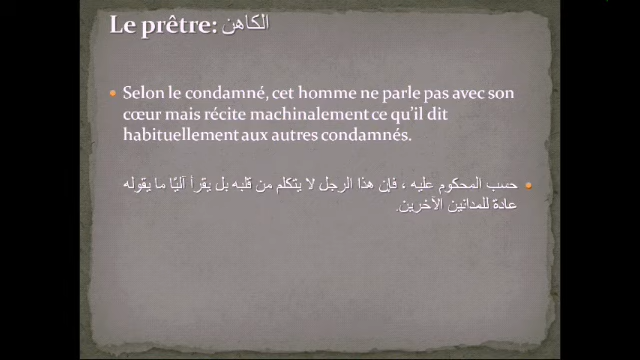 Le prêtre: الكاهن
• Selon le condamné, cet homme ne parle pas avec son
cœur mais récite machinalement ce qu'il dit
habituellement aux autres condamnés.
• حسب المحكوم عليه ، فإن هذا الرجل لا يتكلم من قلبه بل يقرأ آليًا ما يقوله
عادة للمدانين الآخرين.